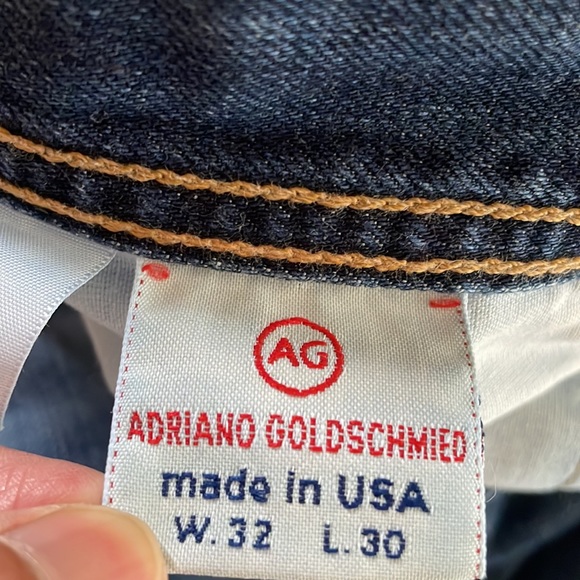 AG
ADRIANO GOLDSCHMIED
made in USA
W. 32 L. 30